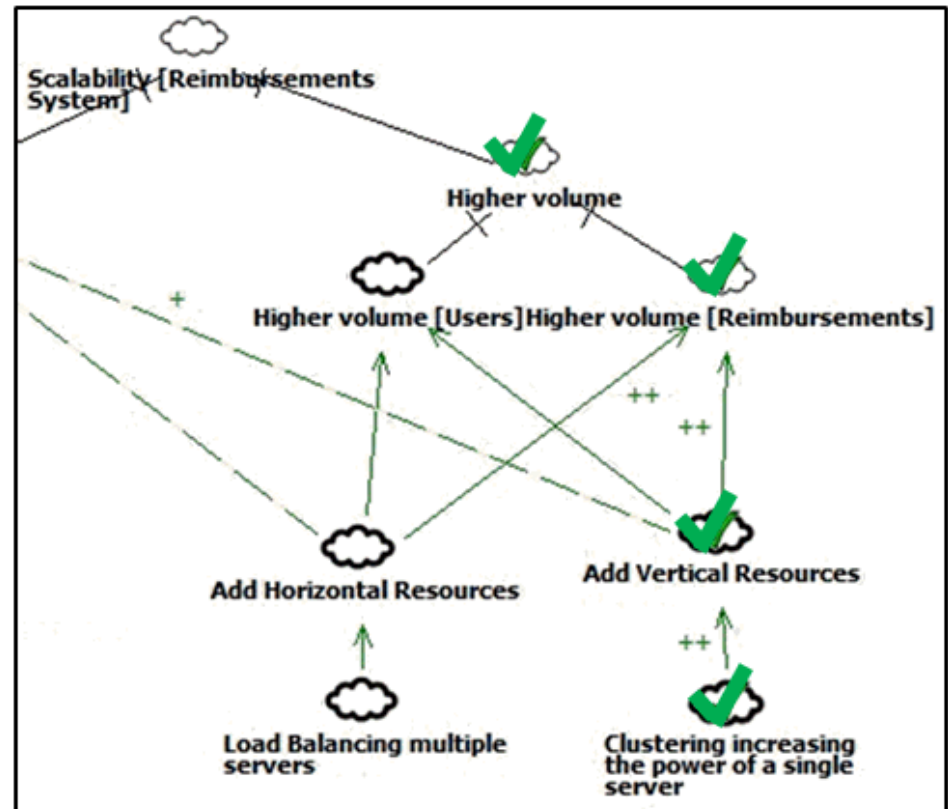 Scalability [Reimbursements
System]
Higher volume
Higher volume [Users]
Higher volume [Reimbursements]
+
++
++
Add Horizontal Resources
Add Vertical Resources
++
Load Balancing multiple
servers
Clustering increasing
the power of a single
server